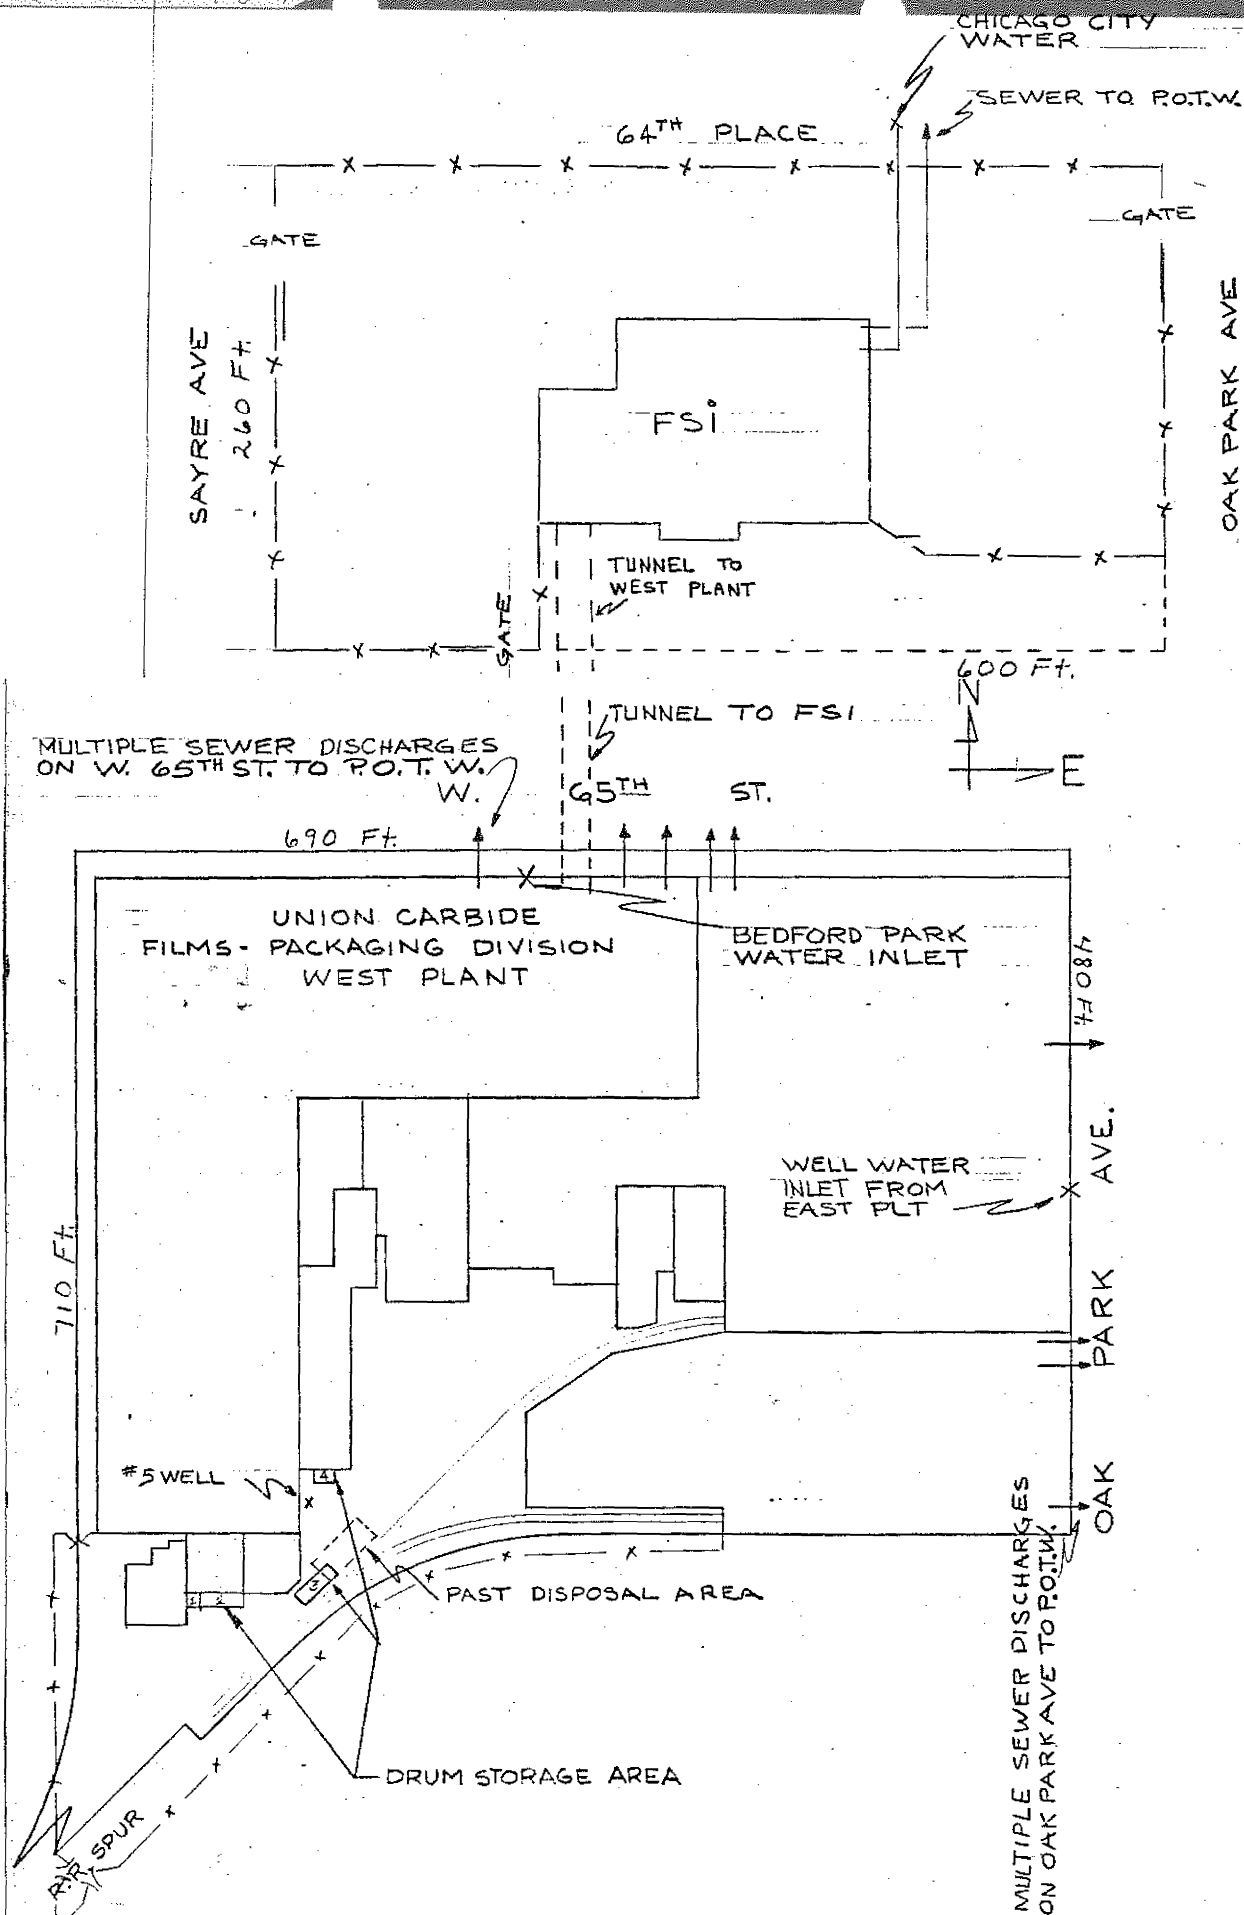 CHICAGO CITY
WATER
SEWER TO P.O.T.W.
64TH PLACE
GATE
GATE
SAYRE AVE
260 Ft.
OAK PARK AVE
FSi
TUNNEL TO
WEST PLANT
GATE
600 Ft.
N
E
TUNNEL TO FSI
MULTIPLE SEWER DISCHARGES
ON W. 65TH ST. TO P.O.T.W.
W. 65TH ST.
690 Ft.
UNION CARBIDE
FILMS - PACKAGING DIVISION
WEST PLANT
BEDFORD PARK
WATER INLET
480 Ft.
WELL WATER
INLET FROM
EAST PLT
710 Ft.
OAK PARK AVE.
#5 WELL
4
3
1 2
PAST DISPOSAL AREA
DRUM STORAGE AREA
R.R. SPUR
MULTIPLE SEWER DISCHARGES
ON OAK PARK AVE TO P.O.T.W.